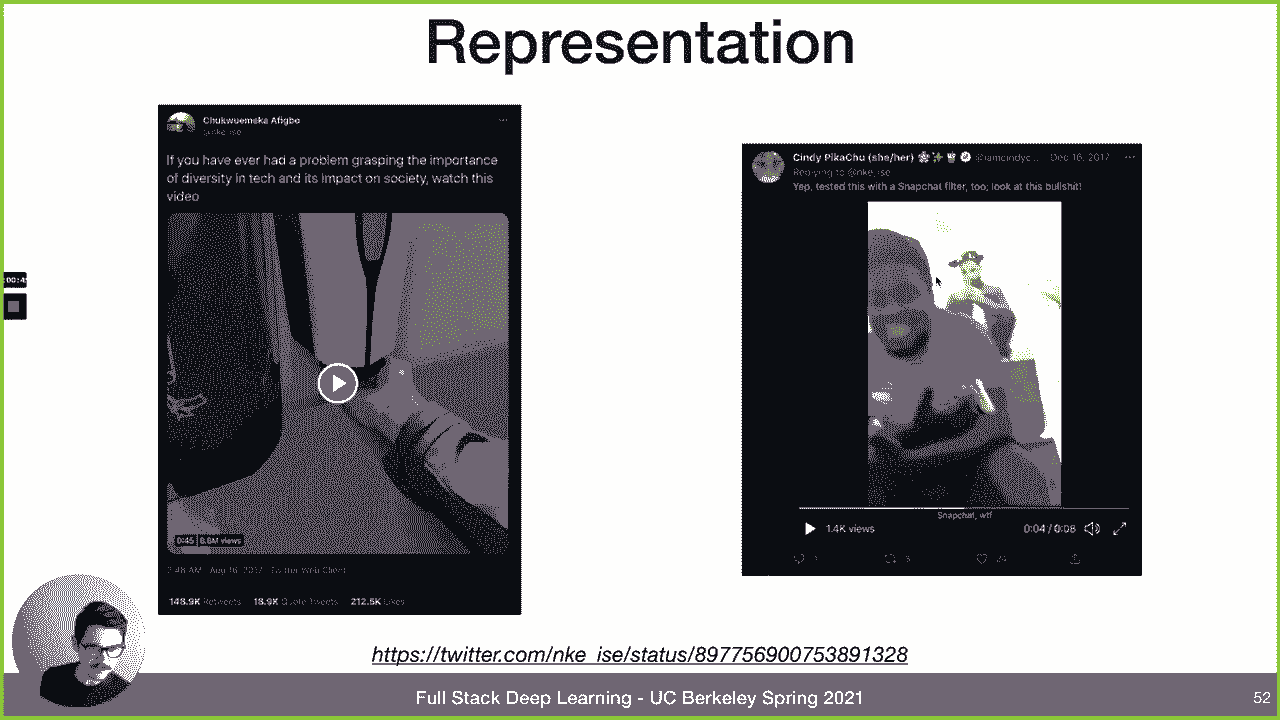 Representation
Chukwuemeka Afigbo
@nke_ise
If you have ever had a problem grasping the importance
of diversity in tech and its impact on society, watch this
video
0:45 8.8M views
2:48 AM · Aug 16, 2017 · Twitter Web Client
148.9K Retweets 18.9K Quote Tweets 212.5K Likes
Cindy PikaChu (she/her) @iamcindyc... Dec 16, 2017
Replying to @nke_ise
Yep, tested this with a Snapchat filter, too; look at this bullshit!
Snapchat, wtf
1.4K views 0:04 / 0:08
https://twitter.com/nke_ise/status/897756900753891328
Full Stack Deep Learning - UC Berkeley Spring 2021
52